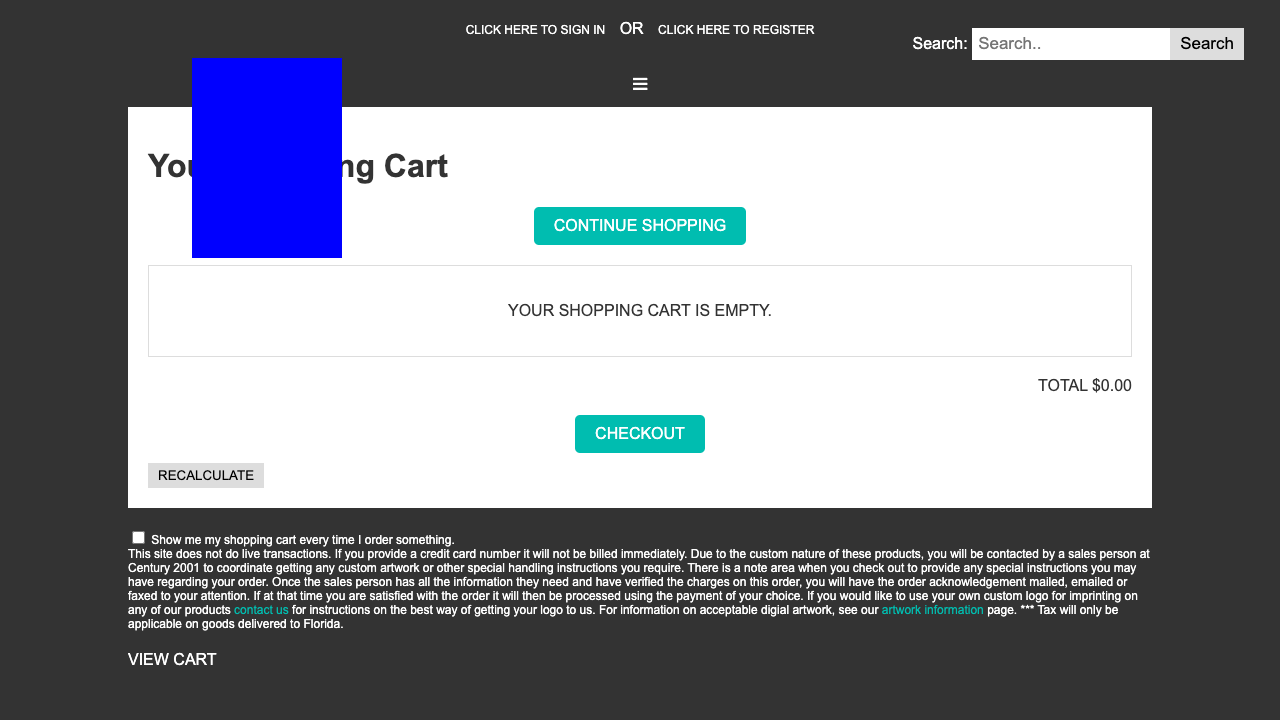 CLICK HERE TO SIGN IN OR CLICK HERE TO REGISTER
Search: Search.. Search
≡
Yo ng Cart
CONTINUE SHOPPING
YOUR SHOPPING CART IS EMPTY.
TOTAL $0.00
CHECKOUT
RECALCULATE
Show me my shopping cart every time I order something.
This site does not do live transactions. If you provide a credit card number it will not be billed immediately. Due to the custom nature of these products, you will be contacted by a sales person at
Century 2001 to coordinate getting any custom artwork or other special handling instructions you require. There is a note area when you check out to provide any special instructions you may
have regarding your order. Once the sales person has all the information they need and have verified the charges on this order, you will have the order acknowledgement mailed, emailed or
faxed to your attention. If at that time you are satisfied with the order it will then be processed using the payment of your choice. If you would like to use your own custom logo for imprinting on
any of our products contact us for instructions on the best way of getting your logo to us. For information on acceptable digial artwork, see our artwork information page. *** Tax will only be
applicable on goods delivered to Florida.
VIEW CART